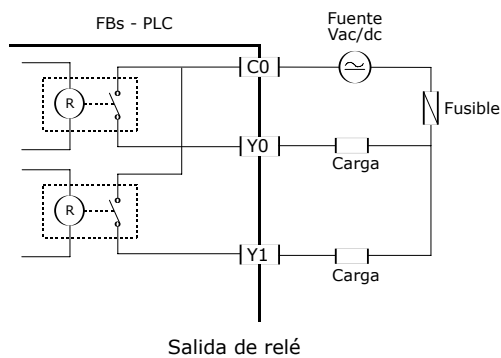 FBs - PLC
Fuente
Vac/dc
C0
R
Fusible
Y0
Carga
R
Y1
Carga
Salida de relé